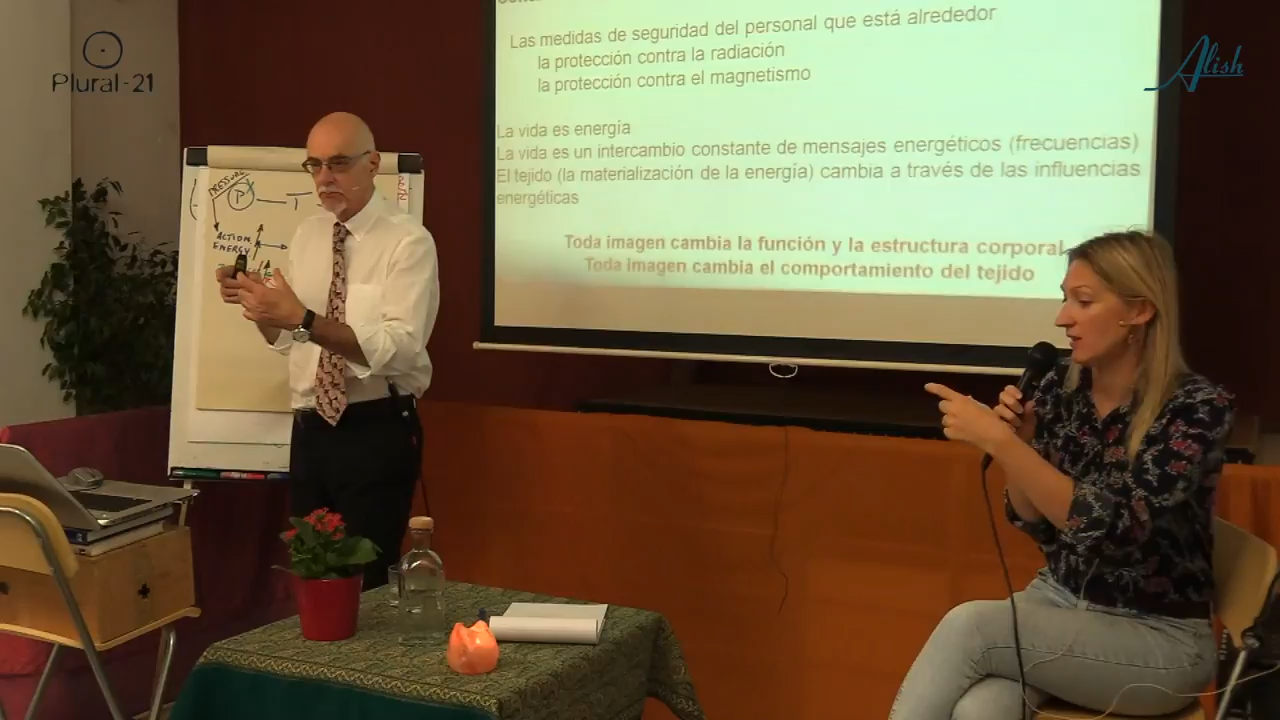 Plural-21
Alish
Las medidas de seguridad del personal que está alrededor
la protección contra la radiación
la protección contra el magnetismo
La vida es energía
La vida es un intercambio constante de mensajes energéticos (frecuencias)
El tejido (la materialización de la energía) cambia a través de las influencias
energéticas
Toda imagen cambia la función y la estructura corporal
Toda imagen cambia el comportamiento del tejido
PRESSURE
P T
ACTION
ENERGY